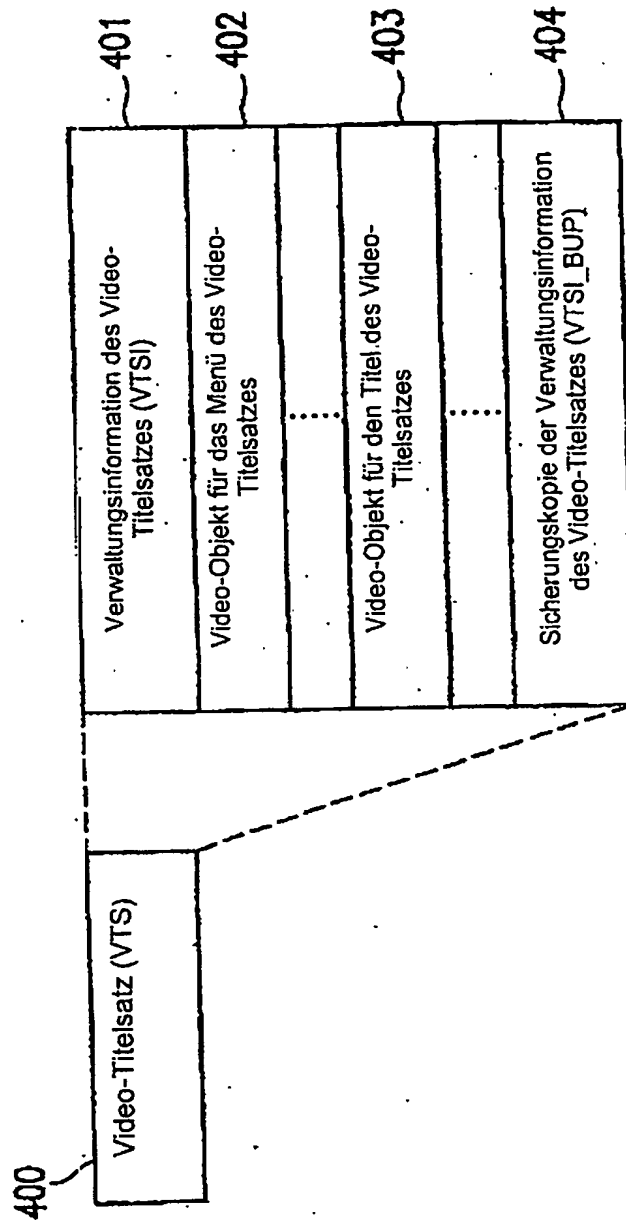 400
Video-Titelsatz (VTS)
Verwaltungsinformation des Video-
Titelsatzes (VTSI)
401
Video-Objekt für das Menü des Video-
Titelsatzes
402
Video-Objekt für den Titel des Video-
Titelsatzes
403
Sicherungskopie der Verwaltungsinformation
des Video-Titelsatzes (VTSI_BUP)
404